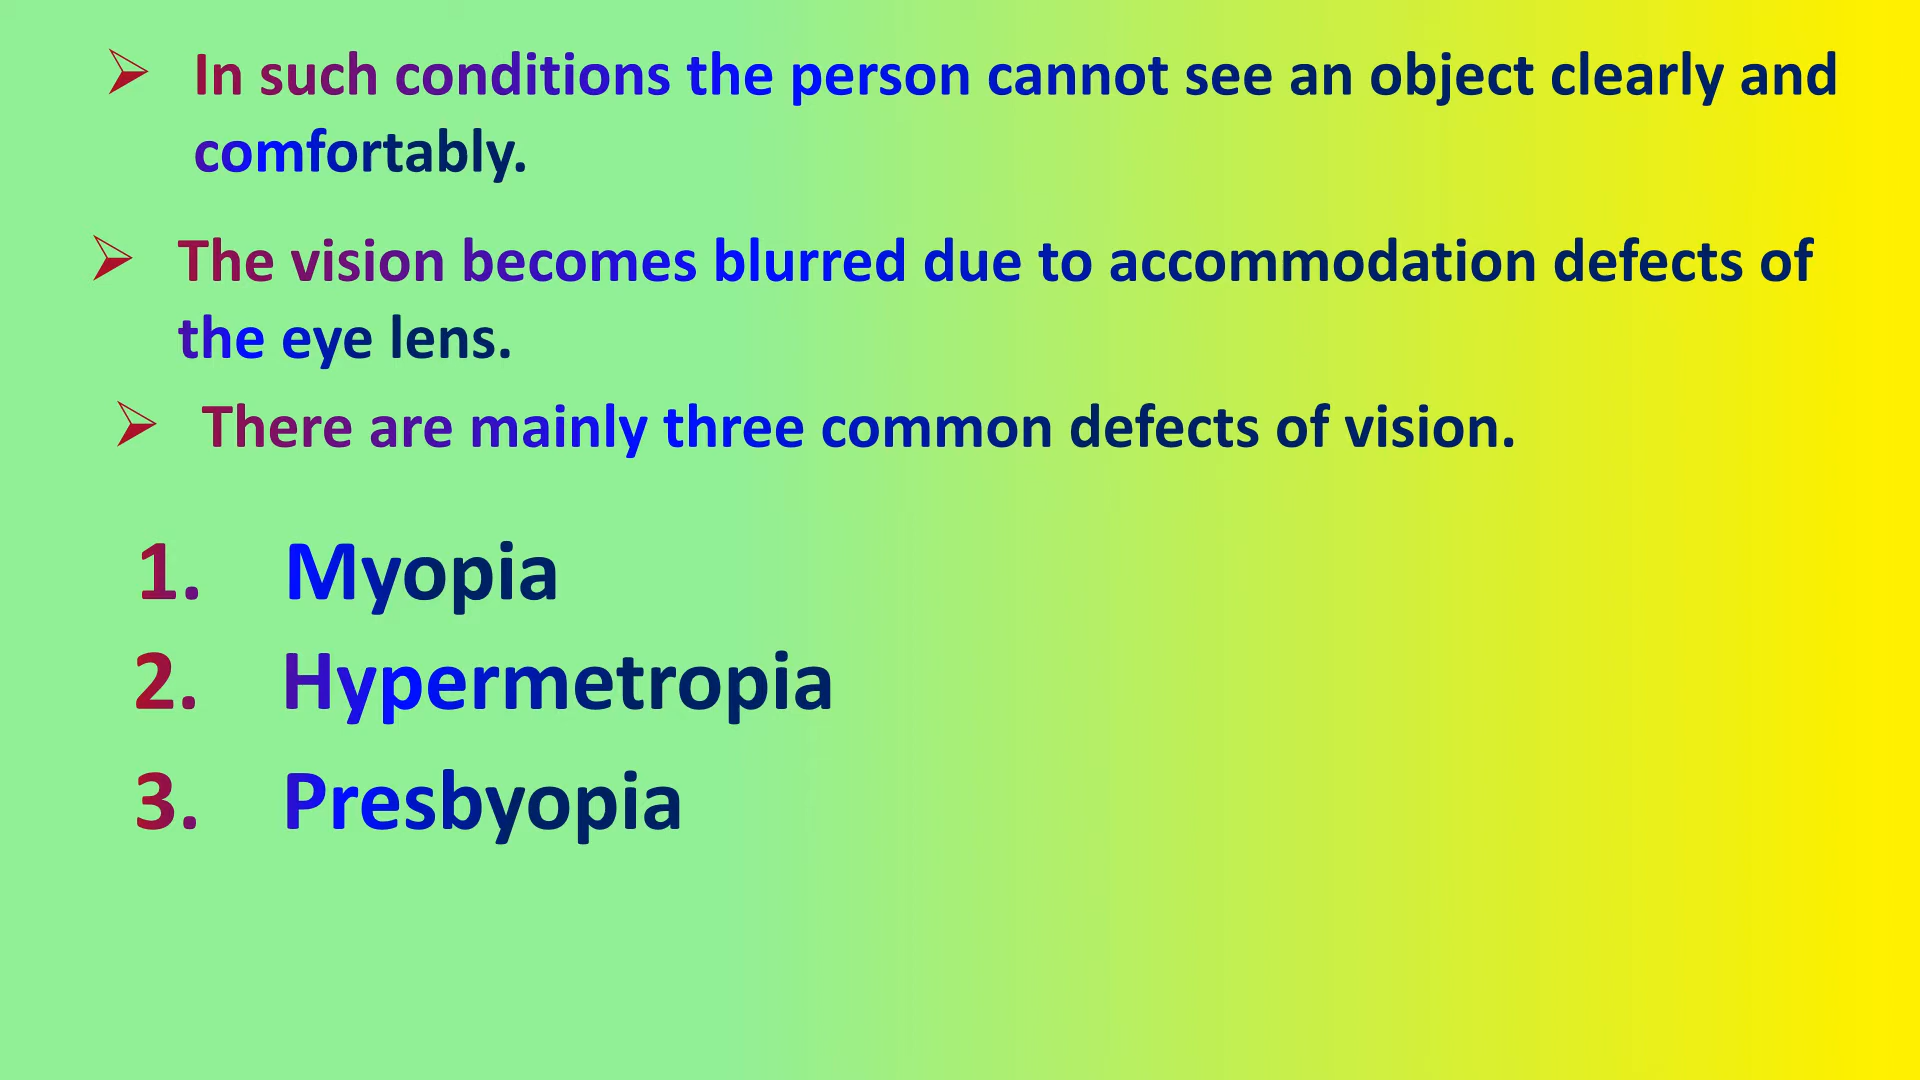 ➢ In such conditions the person cannot see an object clearly and
comfortably.
➢ The vision becomes blurred due to accommodation defects of
the eye lens.
➢ There are mainly three common defects of vision.
1. Myopia
2. Hypermetropia
3. Presbyopia